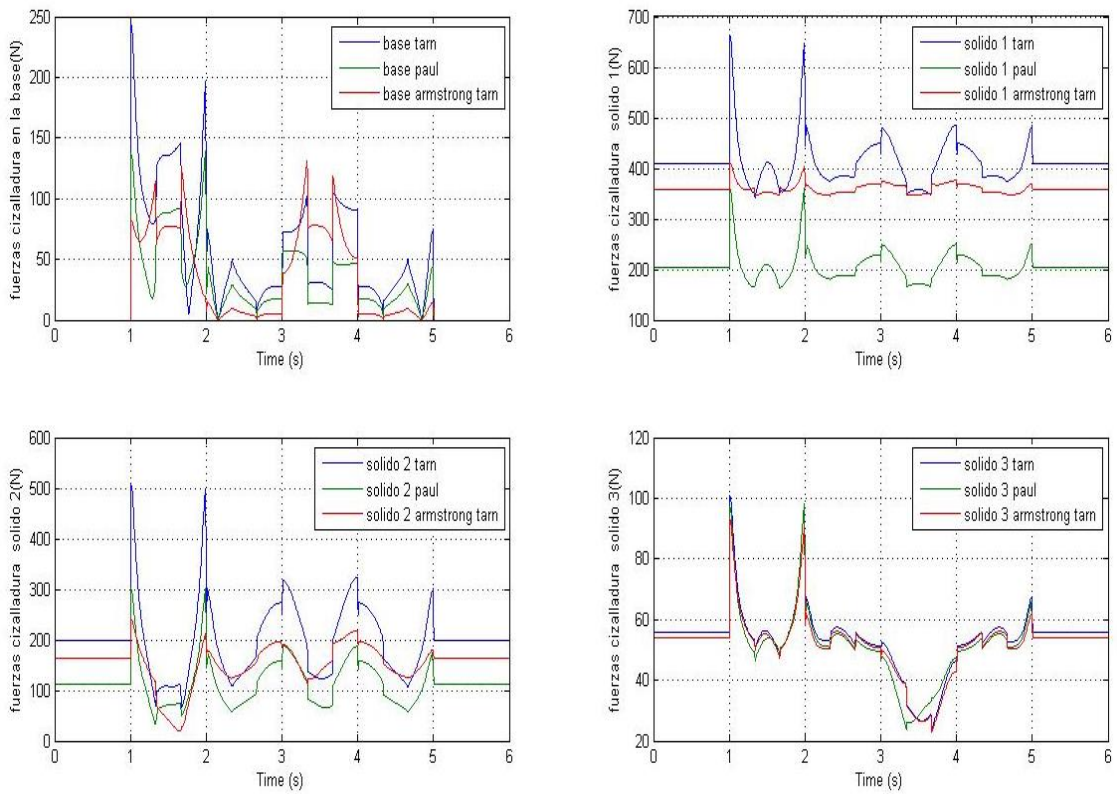 fuerzas cizalladura en la base(N)
250
200
150
100
50
0
base tarn
base paul
base armstrong tarn
0 1 2 3 4 5 6
Time (s)
fuerzas cizalladura solido 1(N)
700
600
500
400
300
200
100
solido 1 tarn
solido 1 paul
solido 1 armstrong tarn
0 1 2 3 4 5 6
Time (s)
fuerzas cizalladura solido 2(N)
600
500
400
300
200
100
0
solido 2 tarn
solido 2 paul
solido 2 armstrong tarn
0 1 2 3 4 5 6
Time (s)
fuerzas cizalladura solido 3(N)
120
100
80
60
40
20
solido 3 tarn
solido 3 paul
solido 3 armstrong tarn
0 1 2 3 4 5 6
Time (s)